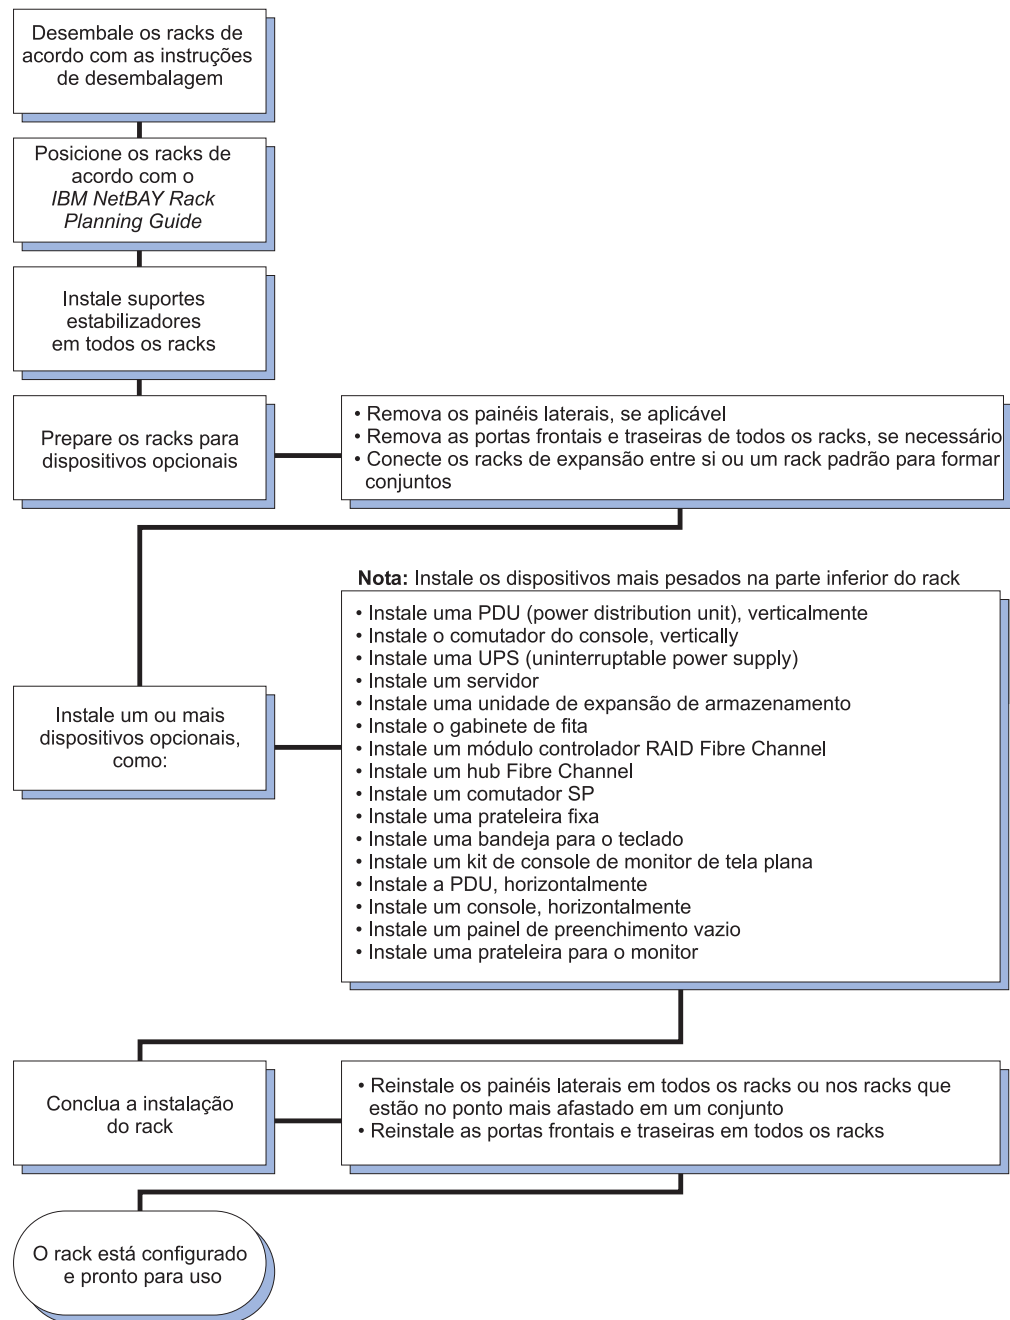 Desembale os racks de
acordo com as instruções
de desembalagem
Posicione os racks de
acordo com o
IBM NetBAY Rack
Planning Guide
Instale suportes
estabilizadores
em todos os racks
Prepare os racks para
dispositivos opcionais
• Remova os painéis laterais, se aplicável
• Remova as portas frontais e traseiras de todos os racks, se necessário
• Conecte os racks de expansão entre si ou um rack padrão para formar
conjuntos
Nota: Instale os dispositivos mais pesados na parte inferior do rack
Instale um ou mais
dispositivos opcionais,
como:
• Instale uma PDU (power distribution unit), verticalmente
• Instale o comutador do console, vertically
• Instale uma UPS (uninterruptable power supply)
• Instale um servidor
• Instale uma unidade de expansão de armazenamento
• Instale o gabinete de fita
• Instale um módulo controlador RAID Fibre Channel
• Instale um hub Fibre Channel
• Instale um comutador SP
• Instale uma prateleira fixa
• Instale uma bandeja para o teclado
• Instale um kit de console de monitor de tela plana
• Instale a PDU, horizontalmente
• Instale um console, horizontalmente
• Instale um painel de preenchimento vazio
• Instale uma prateleira para o monitor
Conclua a instalação
do rack
• Reinstale os painéis laterais em todos os racks ou nos racks que
estão no ponto mais afastado em um conjunto
• Reinstale as portas frontais e traseiras em todos os racks
O rack está configurado
e pronto para uso